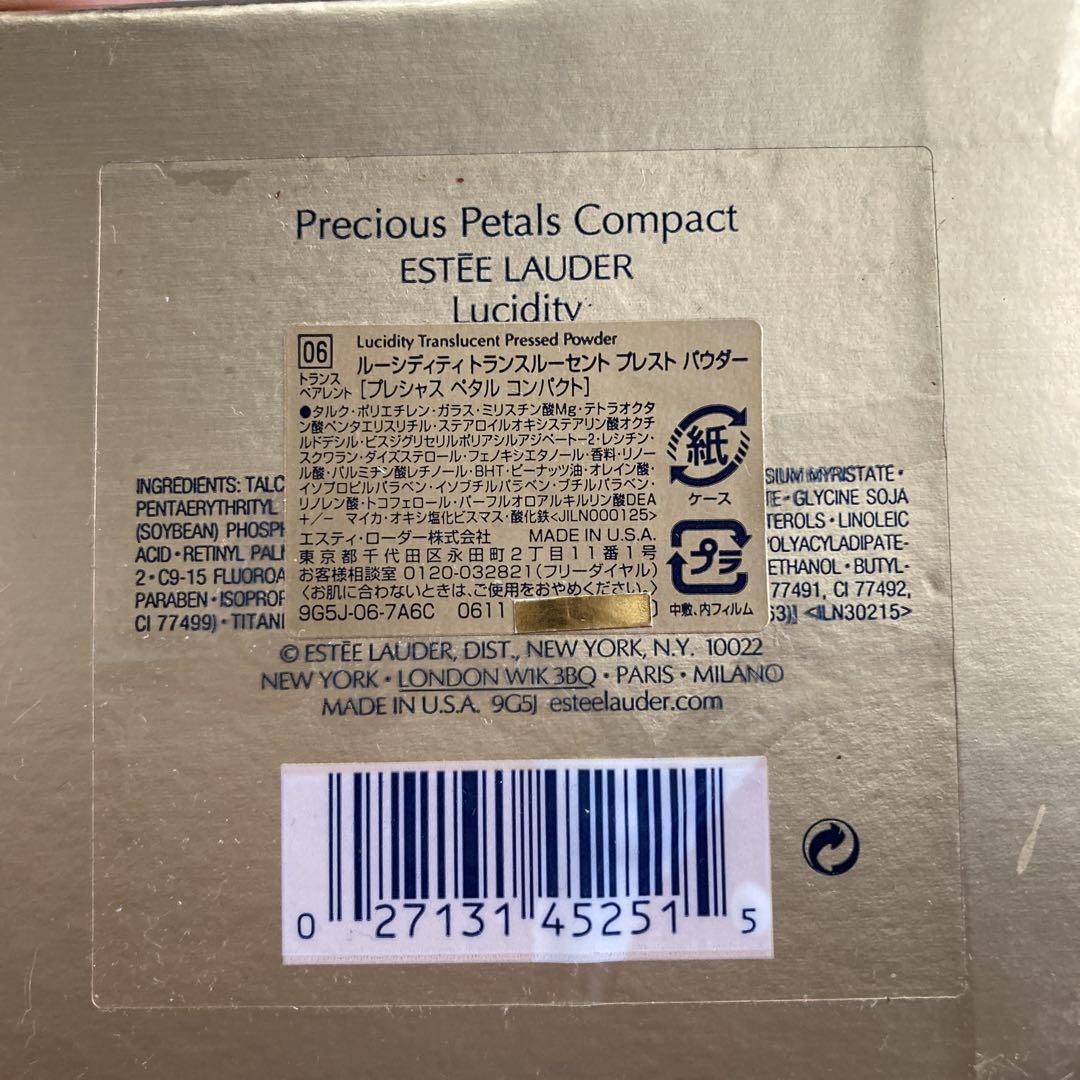 Precious Petals Compact
ESTĒE LAUDER
Lucidity
06
Lucidity Translucent Pressed Powder
ルーシディティ トランスルーセント プレスト パウダー
トランスペアレント
[プレシャス ペタル コンパクト]
●タルク・ポリエチレン・ガラス・ミリスチン酸Mg・テトラオクタ
ン酸ペンタエリスリチル・ステアロイルオキシステアリン酸オクチ
ルドデシル・ビスジグリセリルポリアシルアジペート-2・レシチン・
スクワラン・ダイズステロール・フェノキシエタノール・香料・リノー
ル酸・パルミチン酸レチノール・BHT・ピーナッツ油・オレイン酸・
イソプロピルパラベン・イソブチルパラベン・ブチルパラベン・
リノレン酸・トコフェロール・パーフルオロアルキルリン酸DEA
+/- マイカ・オキシ塩化ビスマス・酸化鉄<JILN000125>
エスティ・ローダー株式会社 MADE IN U.S.A.
東京都千代田区永田町2丁目11番1号
お客様相談室 0120-032821(フリーダイヤル)
〈お肌に合わないときは、ご使用をおやめください。〉
9G5J-06-7A6C 0611
紙
ケース
プラ
中敷、内フィルム
INGREDIENTS: TALC
SIUM MYRISTATE •
PENTAERYTHRITYL
TE • GLYCINE SOJA
(SOYBEAN) PHOSPH
TEROLS • LINOLEIC
ACID • RETINYL PAL
POLYACYLADIPATE-
2 • C9-15 FLUOROA
ETHANOL • BUTYL-
PARABEN • ISOPROP
77491, CI 77492,
CI 77499) • TITANI
63)] <ILN30215>
© ESTĒE LAUDER, DIST., NEW YORK, N.Y. 10022
NEW YORK • LONDON W1K 3BQ • PARIS • MILANO
MADE IN U.S.A. 9G5J esteelauder.com
0 27131 45251 5